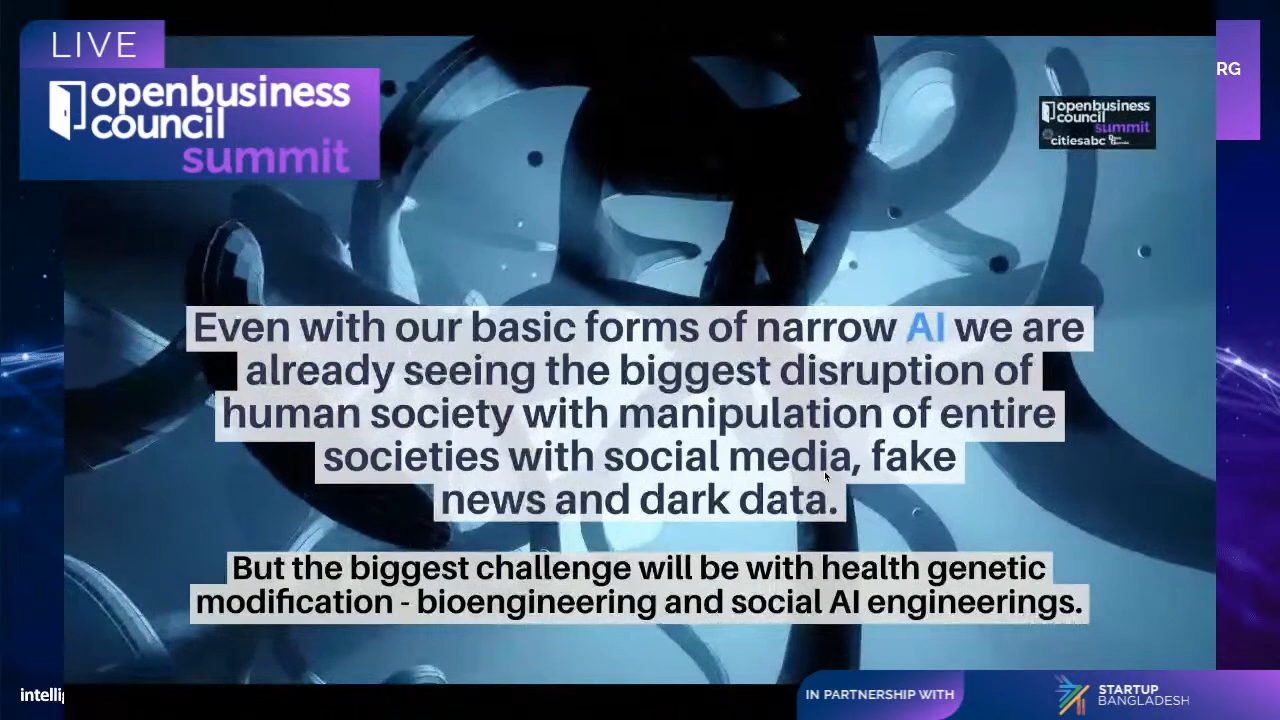 LIVE
openbusiness
council
summit
RG
openbusiness
council
summit
citiesabc
Even with our basic forms of narrow AI we are
already seeing the biggest disruption of
human society with manipulation of entire
societies with social media, fake
news and dark data.
But the biggest challenge will be with health genetic
modification - bioengineering and social AI engineerings.
intellig
IN PARTNERSHIP WITH
STARTUP
BANGLADESH